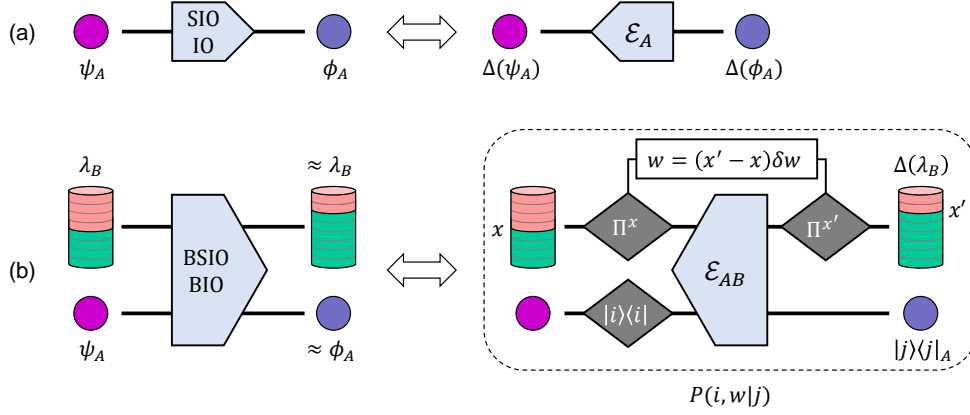 (a)
SIO
IO
ψ_A
ϕ_A
ℰ_A
Δ(ψ_A)
Δ(ϕ_A)
(b)
λ_B
≈ λ_B
BSIO
BIO
ψ_A
≈ ϕ_A
w = (x′ − x)δw
Δ(λ_B)
x
Π^x
Π^x′
x′
ℰ_AB
|i⟩⟨i|
|j⟩⟨j|_A
P(i, w|j)